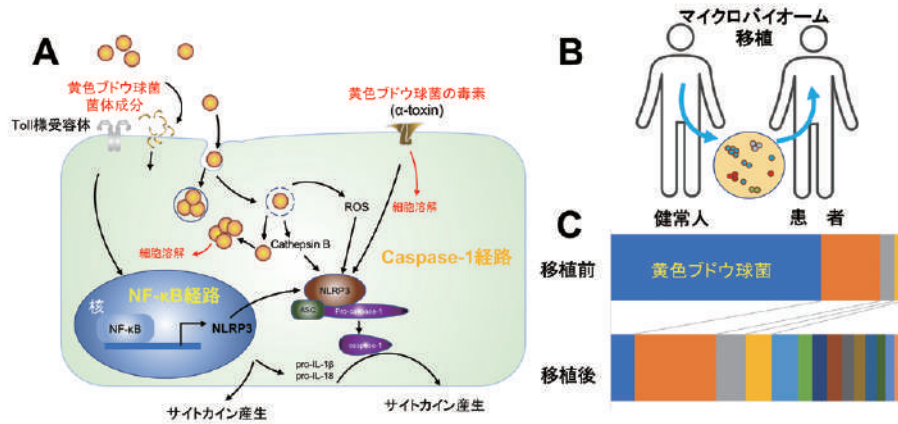 A
黄色ブドウ球菌
菌体成分
Toll様受容体
黄色ブドウ球菌の毒素
(α-toxin)
細胞溶解
ROS
細胞溶解
Cathepsin B
Caspase-1経路
核
NF-κB経路
NF-κB
NLRP3
NLRP3
ASC
Pro-caspase-1
caspase-1
pro-IL-1β
pro-IL-18
サイトカイン産生
サイトカイン産生
B
マイクロバイオーム
移植
健常人
患 者
C
移植前
黄色ブドウ球菌
移植後